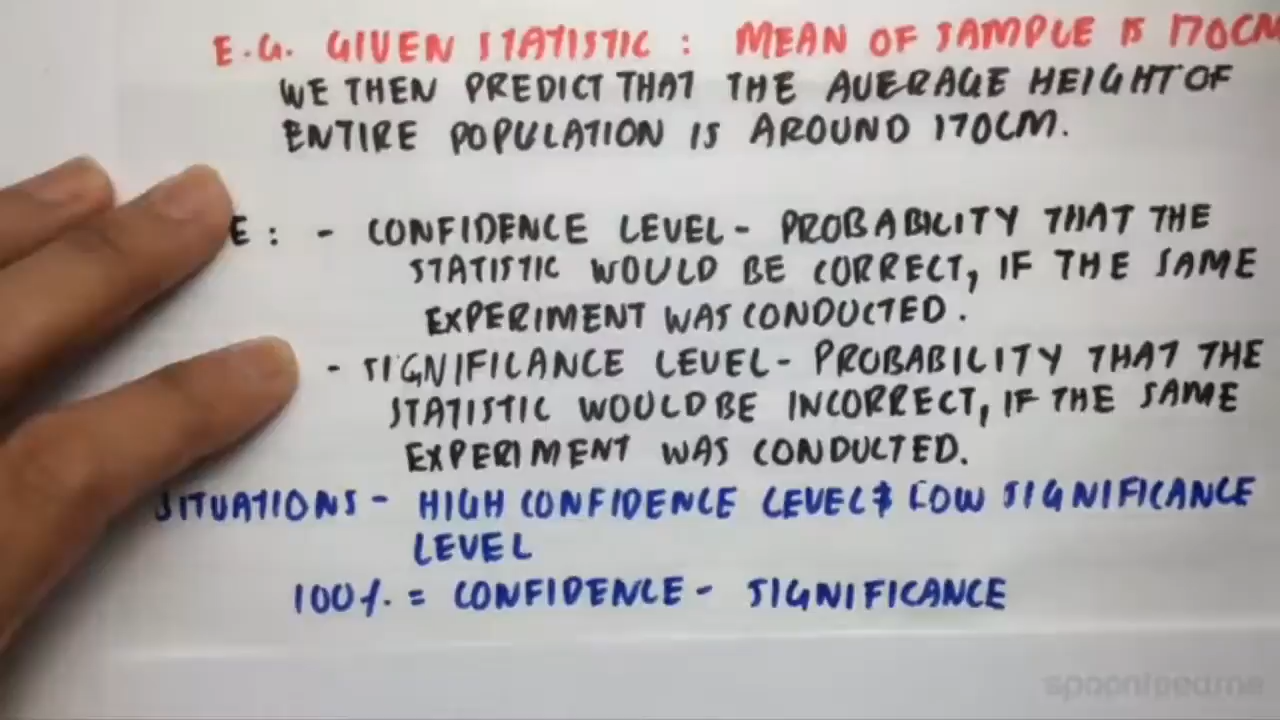 E.G. GIVEN STATISTIC : MEAN OF SAMPLE IS 170CM
WE THEN PREDICT THAT THE AVERAGE HEIGHT OF
ENTIRE POPULATION IS AROUND 170CM.
E : - CONFIDENCE LEVEL - PROBABILITY THAT THE
STATISTIC WOULD BE CORRECT, IF THE SAME
EXPERIMENT WAS CONDUCTED.
- SIGNIFICANCE LEVEL - PROBABILITY THAT THE
STATISTIC WOULD BE INCORRECT, IF THE SAME
EXPERIMENT WAS CONDUCTED.
SITUATIONS - HIGH CONFIDENCE LEVEL & LOW SIGNIFICANCE
LEVEL
100% = CONFIDENCE - SIGNIFICANCE